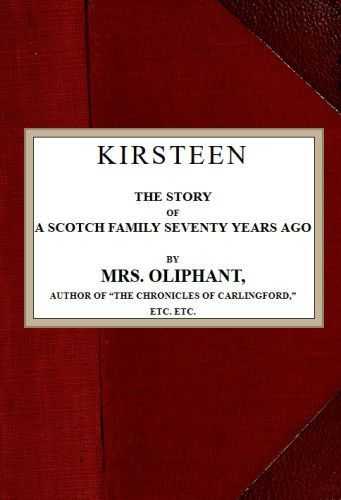 KIRSTEEN
THE STORY
OF
A SCOTCH FAMILY SEVENTY YEARS AGO
BY
MRS. OLIPHANT,
AUTHOR OF “THE CHRONICLES OF CARLINGFORD,”
ETC. ETC.